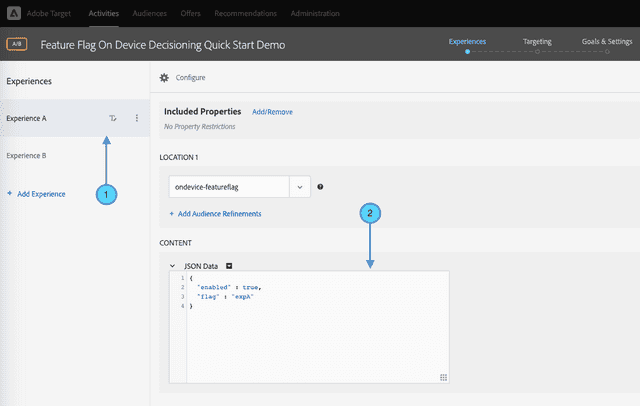 Adobe Target Activities Audiences Offers Recommendations Administration
A/B Feature Flag On Device Decisioning Quick Start Demo Experiences Targeting Goals & Settings
Experiences
Configure
Experience A
Included Properties Add/Remove
No Property Restrictions
Experience B
LOCATION 1
1
+ Add Experience
ondevice-featureflag
+ Add Audience Refinements
2
CONTENT
JSON Data
1 {
2 "enabled" : true,
3 "flag" : "expA"
4 }